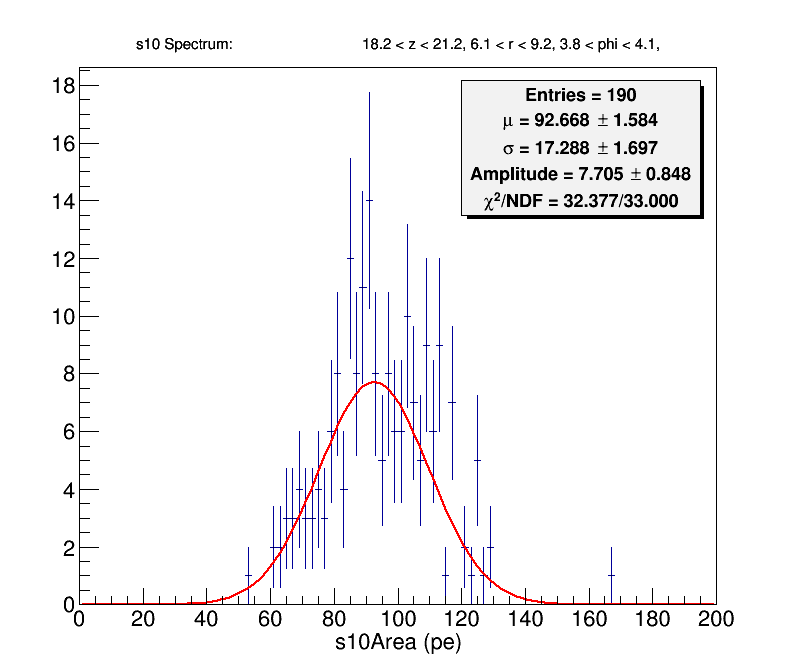 s10 Spectrum: 18.2 < z < 21.2, 6.1 < r < 9.2, 3.8 < phi < 4.1,
Entries = 190
μ = 92.668 ± 1.584
σ = 17.288 ± 1.697
Amplitude = 7.705 ± 0.848
χ²/NDF = 32.377/33.000
18
16
14
12
10
8
6
4
2
0
0 20 40 60 80 100 120 140 160 180 200
s10Area (pe)